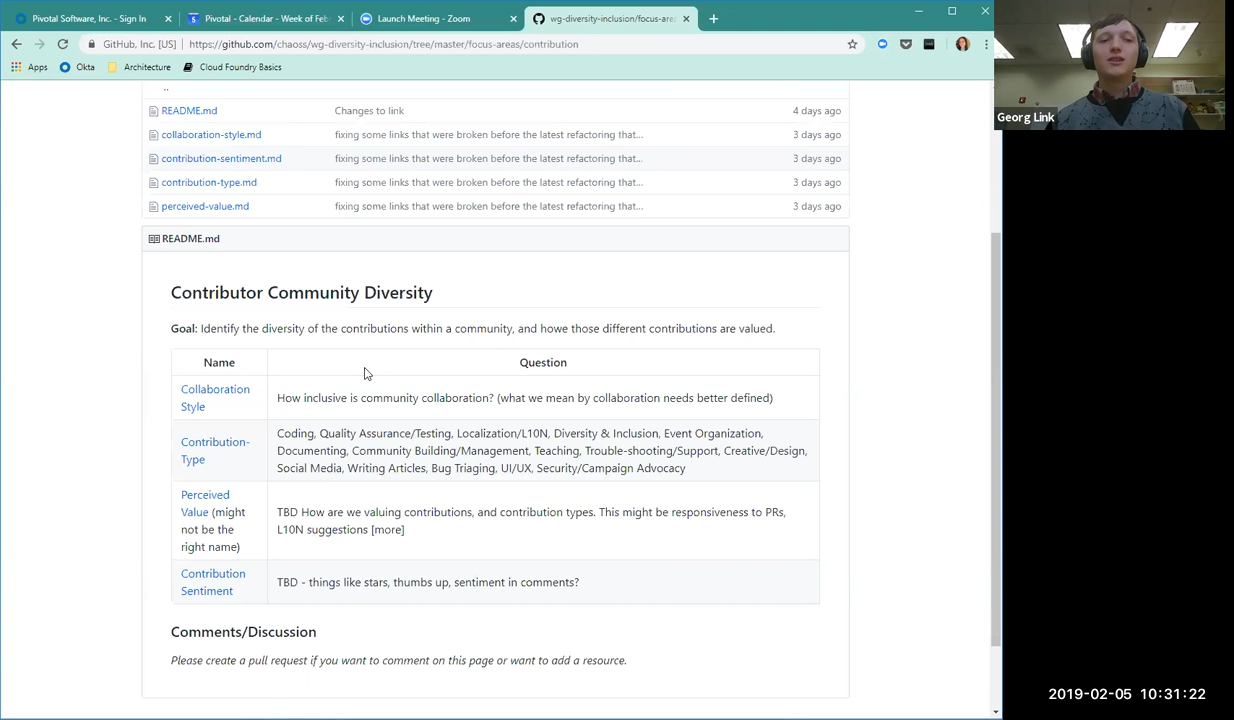 Pivotal Software, Inc. - Sign In
Pivotal - Calendar - Week of Feb
Launch Meeting - Zoom
wg-diversity-inclusion/focus-area
GitHub, Inc. [US]
https://github.com/chaoss/wg-diversity-inclusion/tree/master/focus-areas/contribution
Apps
Okta
Architecture
Cloud Foundry Basics
Georg Link
..
README.md Changes to link 4 days ago
collaboration-style.md fixing some links that were broken before the latest refactoring that... 3 days ago
contribution-sentiment.md fixing some links that were broken before the latest refactoring that... 3 days ago
contribution-type.md fixing some links that were broken before the latest refactoring that... 3 days ago
perceived-value.md fixing some links that were broken before the latest refactoring that... 3 days ago
README.md
Contributor Community Diversity
Goal: Identify the diversity of the contributions within a community, and howe those different contributions are valued.
Name Question
Collaboration
Style
How inclusive is community collaboration? (what we mean by collaboration needs better defined)
Contribution-
Type
Coding, Quality Assurance/Testing, Localization/L10N, Diversity & Inclusion, Event Organization,
Documenting, Community Building/Management, Teaching, Trouble-shooting/Support, Creative/Design,
Social Media, Writing Articles, Bug Triaging, UI/UX, Security/Campaign Advocacy
Perceived
Value (might
not be the
right name)
TBD How are we valuing contributions, and contribution types. This might be responsiveness to PRs,
L10N suggestions [more]
Contribution
Sentiment
TBD - things like stars, thumbs up, sentiment in comments?
Comments/Discussion
Please create a pull request if you want to comment on this page or want to add a resource.
2019-02-05 10:31:22